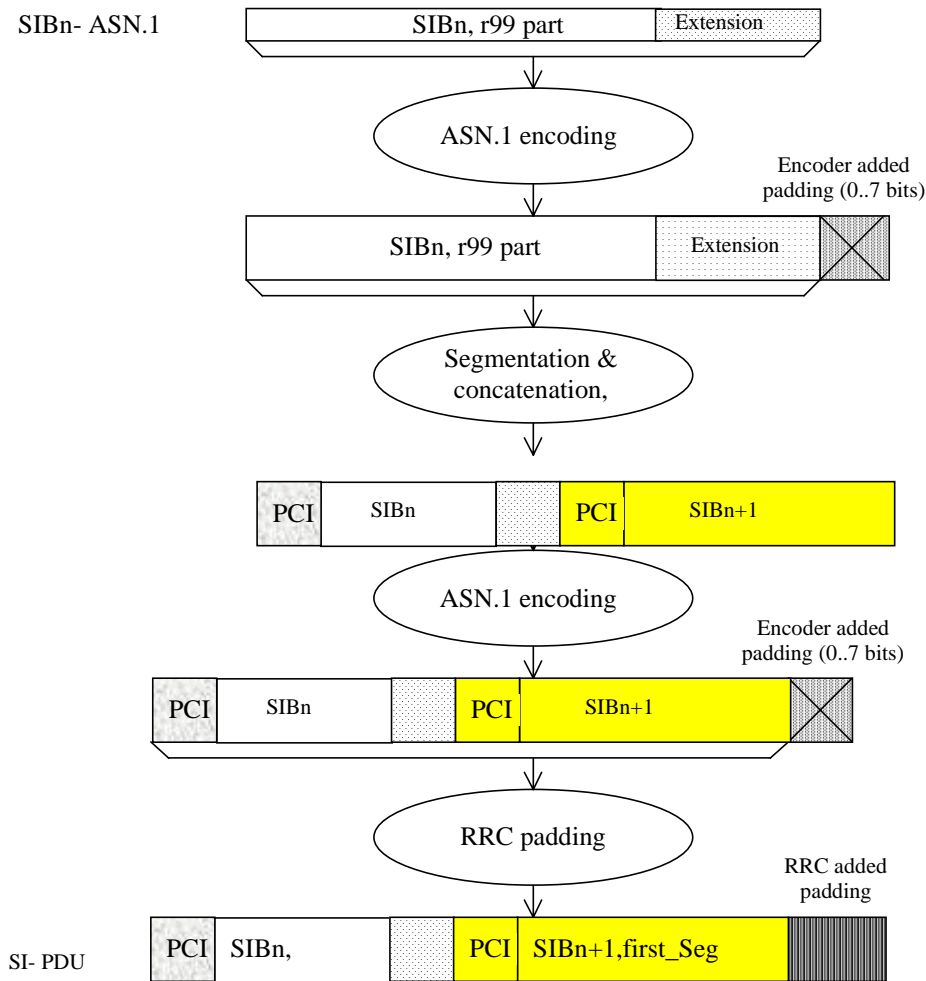 SIBn- ASN.1
SIBn, r99 part
Extension
ASN.1 encoding
Encoder added
padding (0..7 bits)
SIBn, r99 part
Extension
Segmentation &
concatenation,
PCI
SIBn
PCI
SIBn+1
ASN.1 encoding
Encoder added
padding (0..7 bits)
PCI
SIBn
PCI
SIBn+1
RRC padding
RRC added
padding
SI- PDU
PCI
SIBn,
PCI
SIBn+1,first_Seg